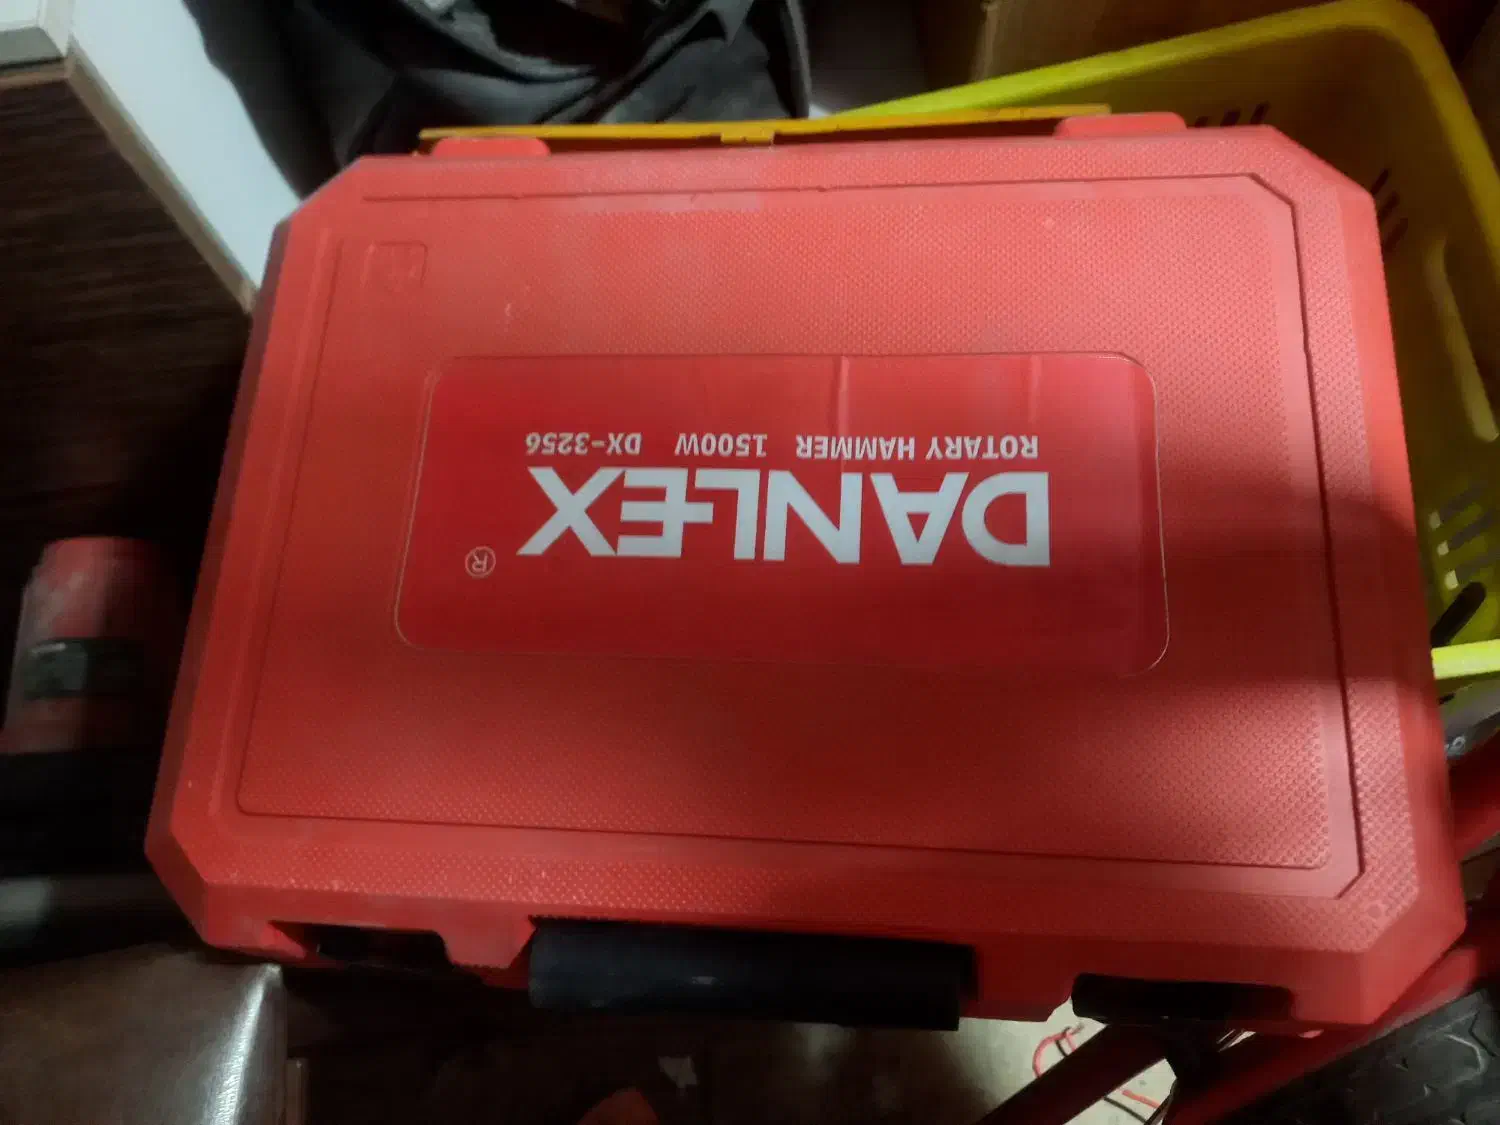 DANLEX ®
ROTARY HAMMER 1500W DX-3256